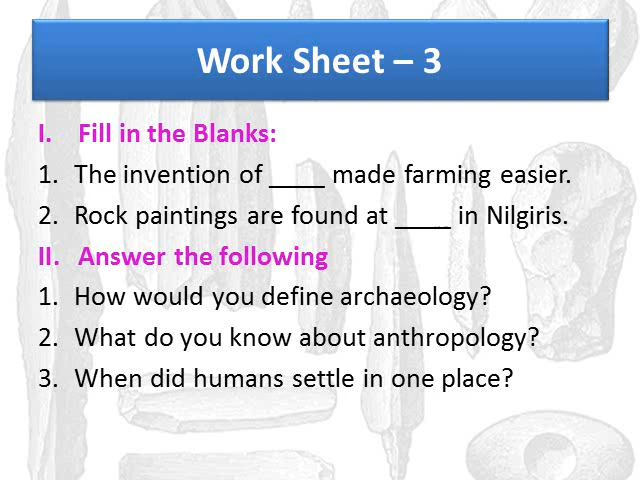 Work Sheet – 3
I. Fill in the Blanks:
1. The invention of ____ made farming easier.
2. Rock paintings are found at ____ in Nilgiris.
II. Answer the following
1. How would you define archaeology?
2. What do you know about anthropology?
3. When did humans settle in one place?